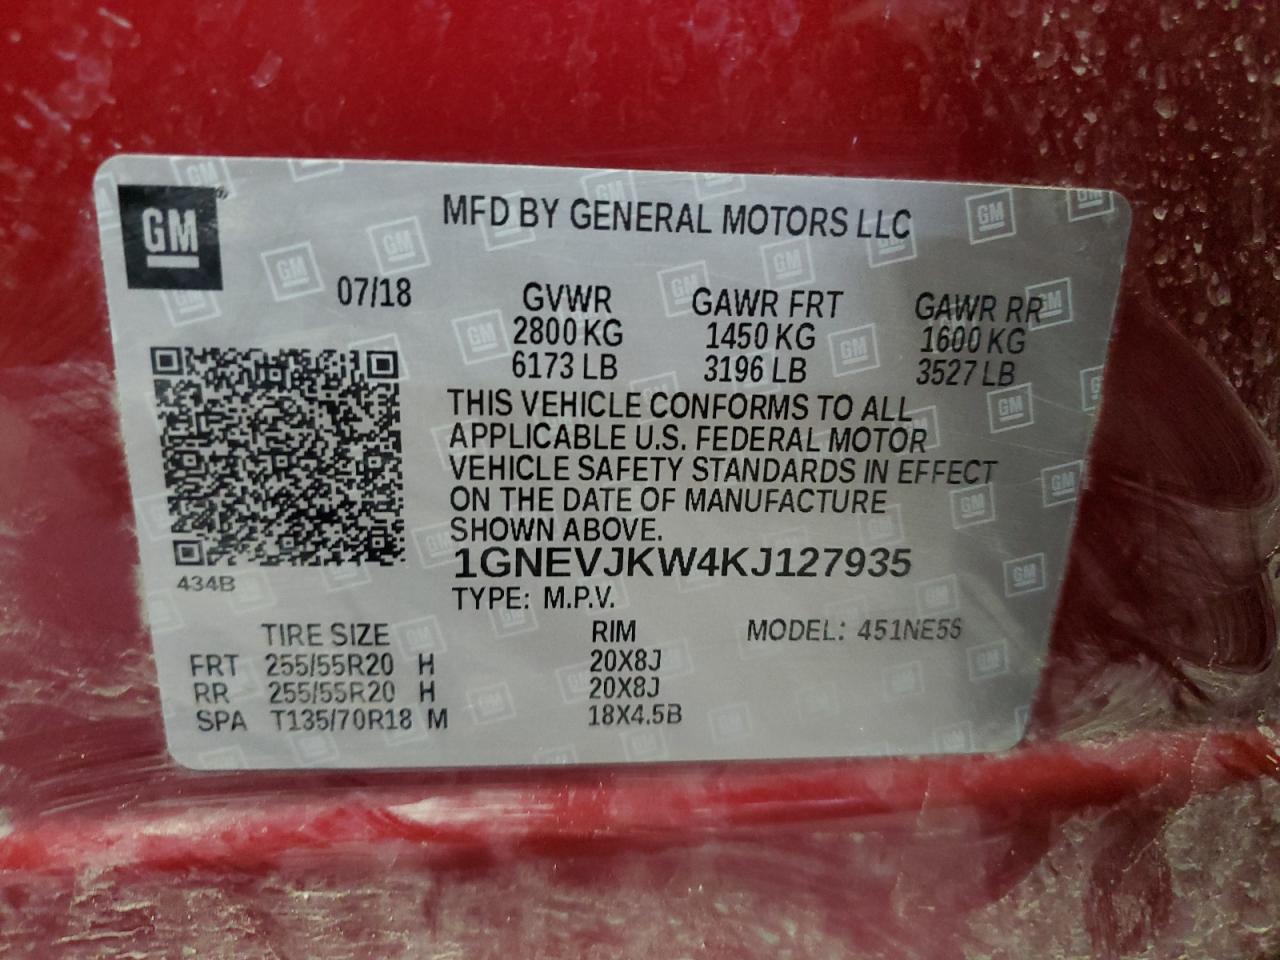 GM
MFD BY GENERAL MOTORS LLC
07/18 GVWR GAWR FRT GAWR RR
2800 KG 1450 KG 1600 KG
6173 LB 3196 LB 3527 LB
THIS VEHICLE CONFORMS TO ALL
APPLICABLE U.S. FEDERAL MOTOR
VEHICLE SAFETY STANDARDS IN EFFECT
ON THE DATE OF MANUFACTURE
SHOWN ABOVE.
1GNEVJKW4KJ127935
434B
TYPE: M.P.V.
TIRE SIZE RIM MODEL: 451NE56
FRT 255/55R20 H 20X8J
RR 255/55R20 H 20X8J
SPA T135/70R18 M 18X4.5B